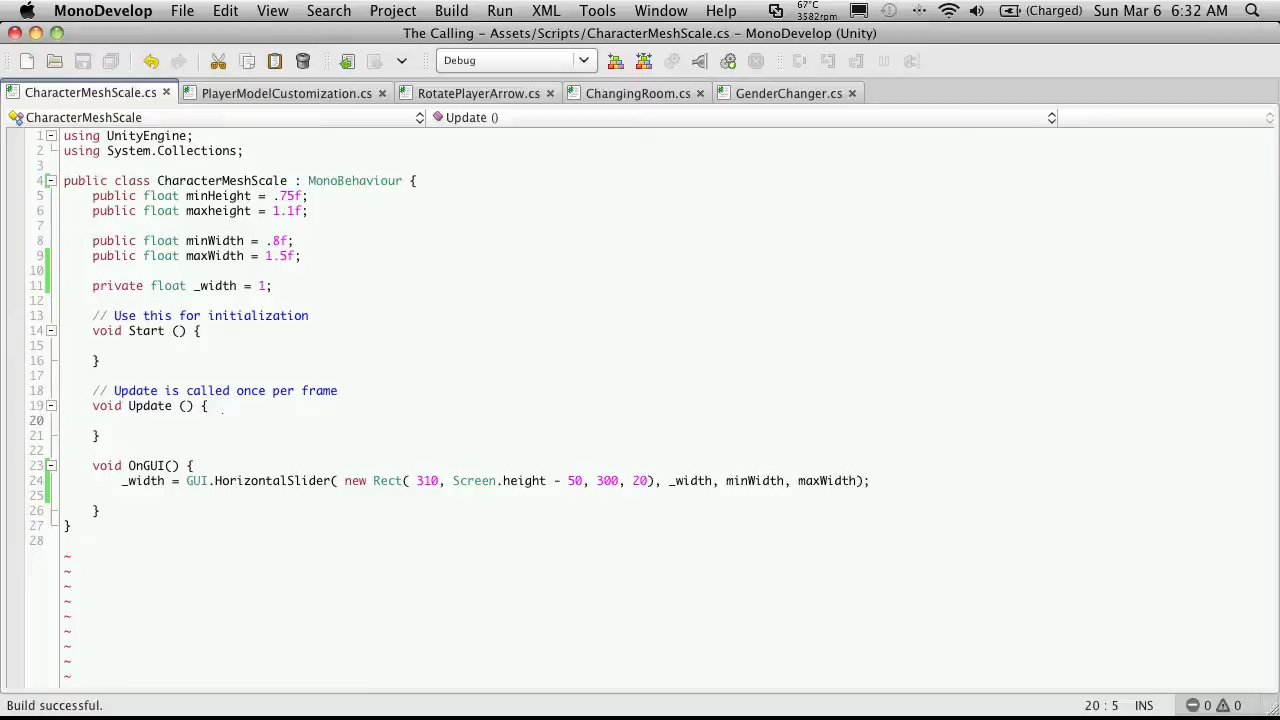 MonoDevelop File Edit View Search Project Build Run XML Tools Window Help 67°C 3582rpm (Charged) Sun Mar 6 6:32 AM
The Calling - Assets/Scripts/CharacterMeshScale.cs - MonoDevelop (Unity)
Debug
CharacterMeshScale.cs PlayerModelCustomization.cs RotatePlayerArrow.cs ChangingRoom.cs GenderChanger.cs
CharacterMeshScale Update ()
1 using UnityEngine;
2 using System.Collections;
3
4 public class CharacterMeshScale : MonoBehaviour {
5 public float minHeight = .75f;
6 public float maxheight = 1.1f;
7
8 public float minWidth = .8f;
9 public float maxWidth = 1.5f;
10
11 private float _width = 1;
12
13 // Use this for initialization
14 void Start () {
15
16 }
17
18 // Update is called once per frame
19 void Update () {
20
21 }
22
23 void OnGUI() {
24 _width = GUI.HorizontalSlider( new Rect( 310, Screen.height - 50, 300, 20), _width, minWidth, maxWidth);
25
26 }
27 }
28
~
~
~
~
~
~
~
~
~
Build successful. 20 : 5 INS 0 0